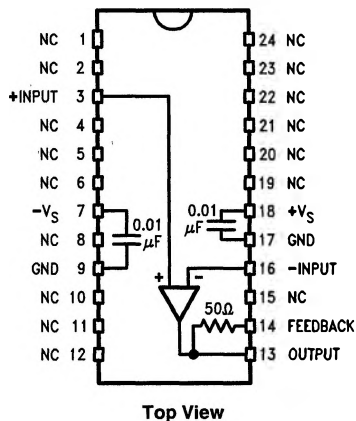 NC 1
NC 2
+INPUT 3
NC 4
NC 5
NC 6
-VS 7
NC 8
GND 9
NC 10
NC 11
NC 12
24 NC
23 NC
22 NC
21 NC
20 NC
19 NC
18 +VS
17 GND
16 -INPUT
15 NC
14 FEEDBACK
13 OUTPUT
0.01
μF
0.01
μF
+ -
50Ω
Top View